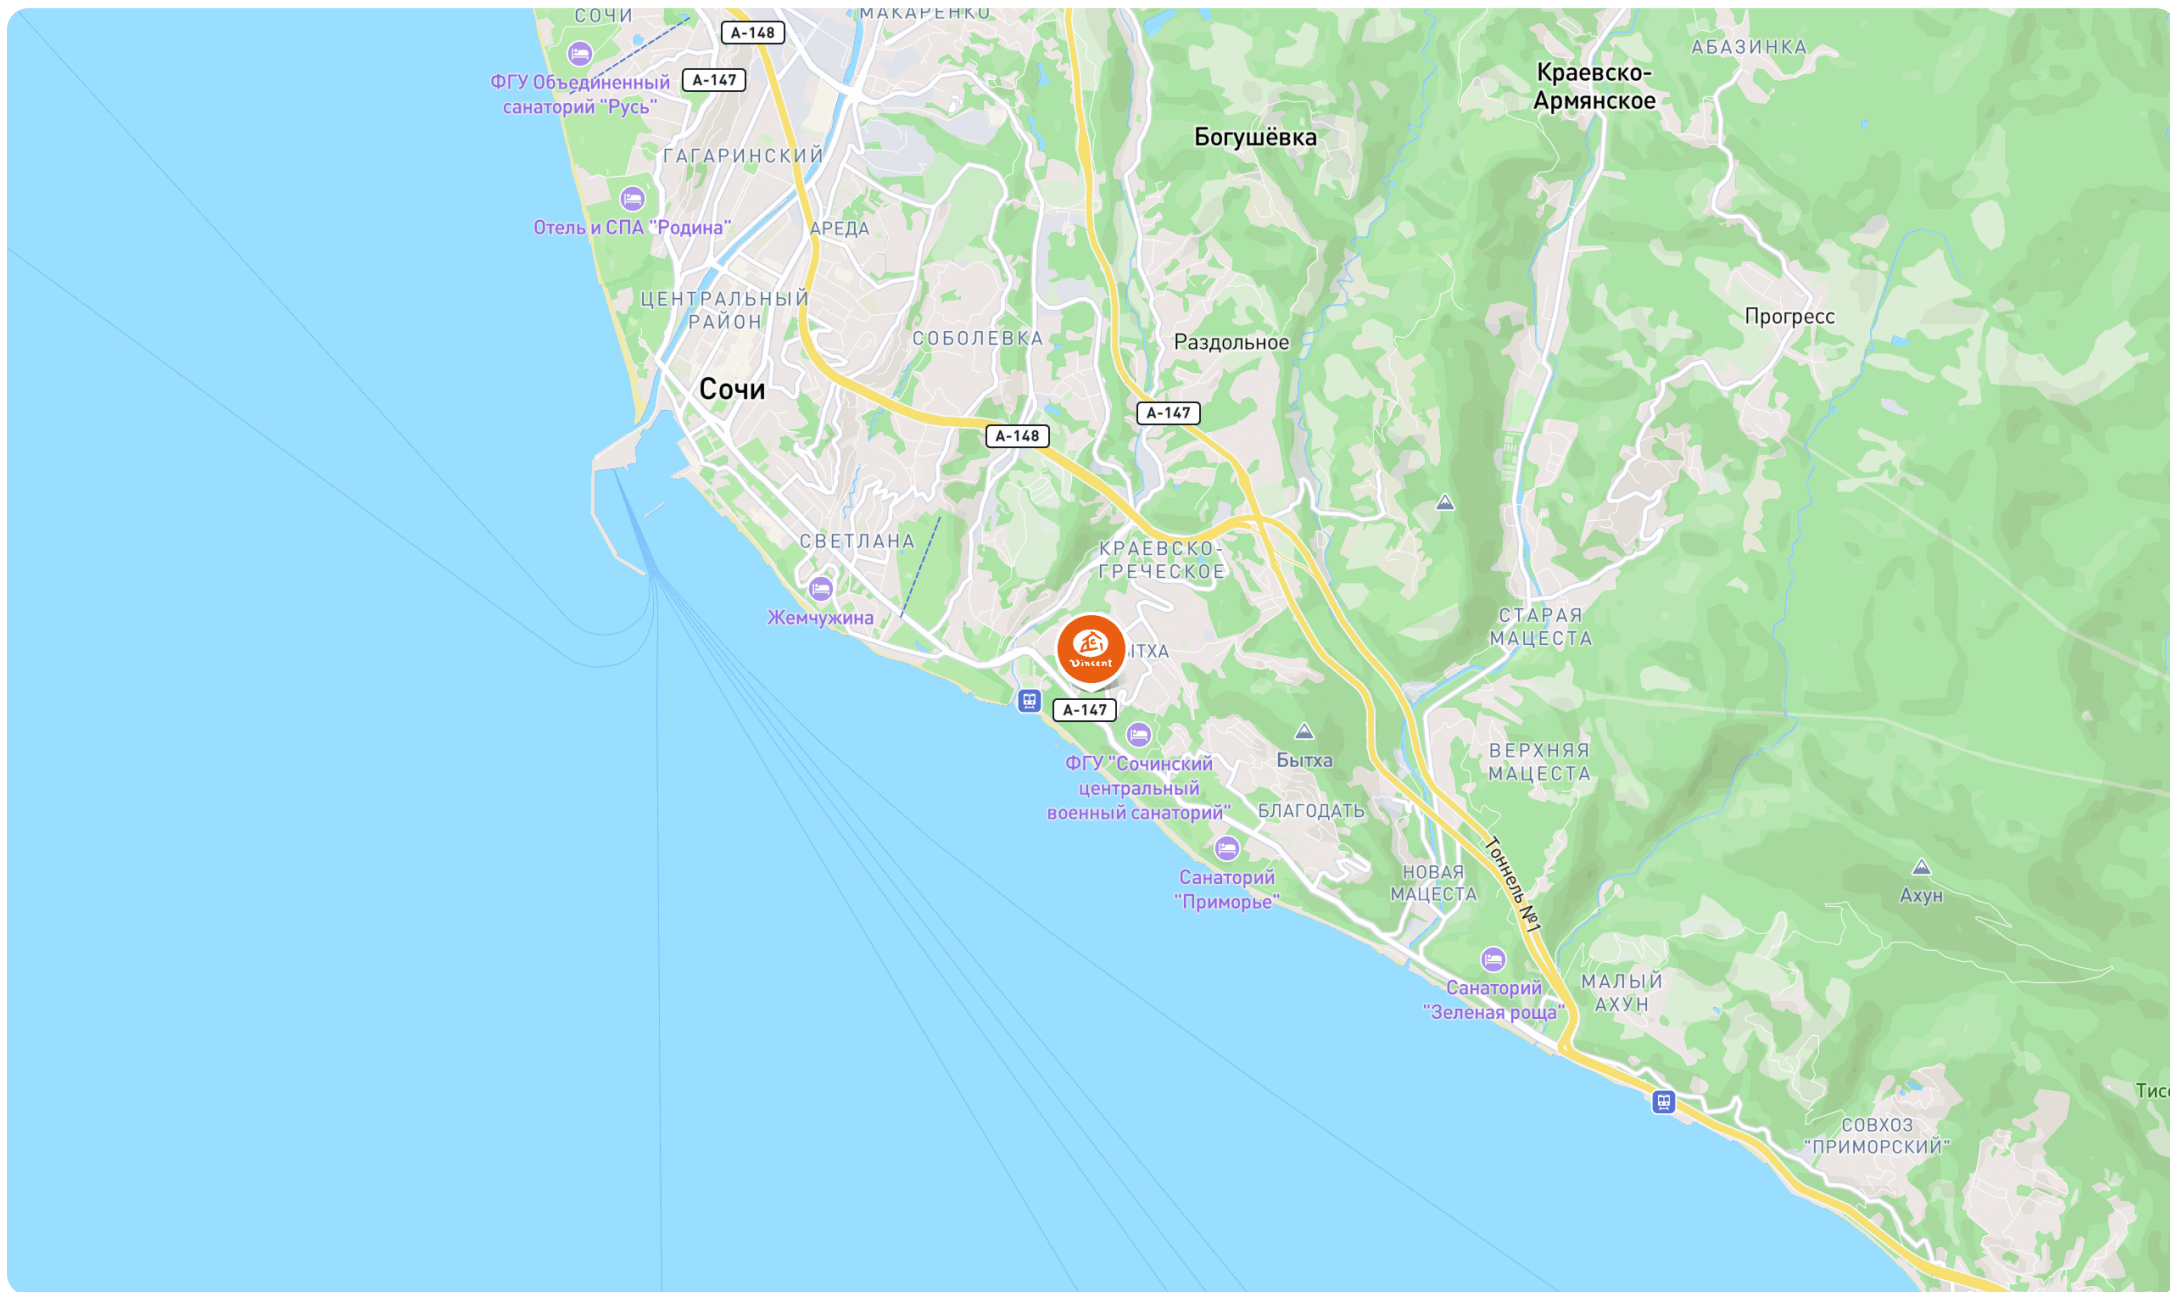 СОЧИ
МАКАРЕНКО
А-148
АБАЗИНКА
А-147
ФГУ Объединенный
санаторий "Русь"
Краевско-
Армянское
Богушёвка
ГАГАРИНСКИЙ
Отель и СПА "Родина"
АРЕДА
ЦЕНТРАЛЬНЫЙ
РАЙОН
Прогресс
СОБОЛЕВКА
Раздольное
Сочи
А-147
А-148
СВЕТЛАНА
КРАЕВСКО-
ГРЕЧЕСКОЕ
Жемчужина
СТАРАЯ
МАЦЕСТА
Vincent
ЫТХА
А-147
ФГУ "Сочинский
центральный
военный санаторий"
Бытха
ВЕРХНЯЯ
МАЦЕСТА
БЛАГОДАТЬ
Тоннель №1
Санаторий
"Приморье"
НОВАЯ
МАЦЕСТА
Ахун
Санаторий
"Зеленая роща"
МАЛЫЙ
АХУН
Тисо
СОВХОЗ
"ПРИМОРСКИЙ"